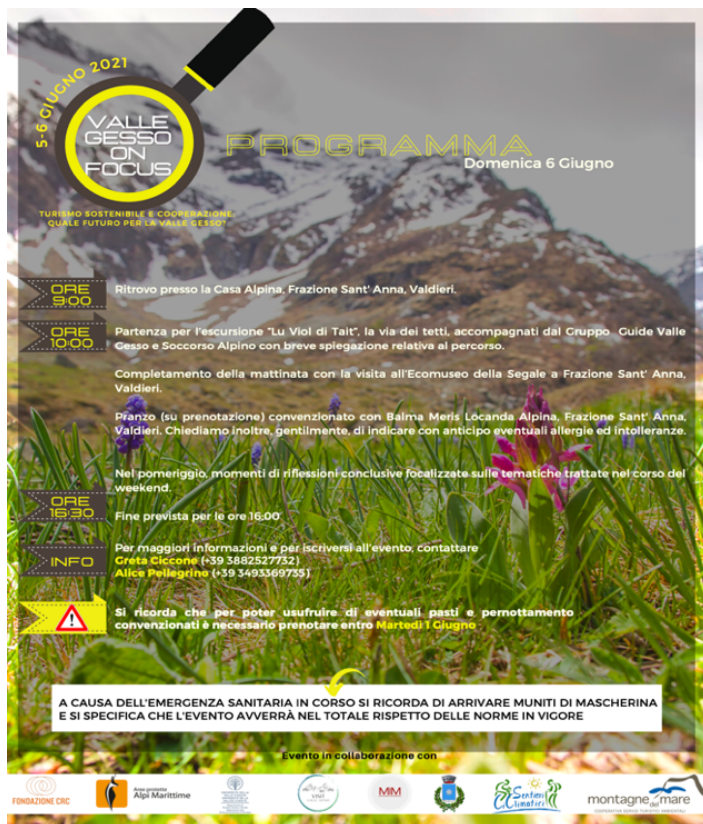 5-6 GIUGNO 2021
VALLE
GESSO
ON
FOCUS
TURISMO SOSTENIBILE E COOPERAZIONE:
QUALE FUTURO PER LA VALLE GESSO?
PROGRAMMA
Domenica 6 Giugno
ORE
9:00
Ritrovo presso la Casa Alpina, Frazione Sant' Anna, Valdieri.
ORE
10:00
Partenza per l'escursione "Lu Viol di Tait", la via dei tetti, accompagnati dal Gruppo Guide Valle
Gesso e Soccorso Alpino con breve spiegazione relativa al percorso.
Completamento della mattinata con la visita all'Ecomuseo della Segale a Frazione Sant' Anna,
Valdieri.
Pranzo (su prenotazione) convenzionato con Balma Meris Locanda Alpina, Frazione Sant' Anna,
Valdieri. Chiediamo inoltre, gentilmente, di indicare con anticipo eventuali allergie ed intolleranze.
Nel pomeriggio, momenti di riflessioni conclusive focalizzate sulle tematiche trattate nel corso del
weekend.
ORE
16:30
Fine prevista per le ore 16:00
INFO
Per maggiori informazioni e per iscriversi all'evento, contattare
Greta Ciccone (+39 3882527732)
Alice Pellegrino (+39 3493369735)
Si ricorda che per poter usufruire di eventuali pasti e pernottamento
convenzionati è necessario prenotare entro Martedì 1 Giugno
A CAUSA DELL'EMERGENZA SANITARIA IN CORSO SI RICORDA DI ARRIVARE MUNITI DI MASCHERINA
E SI SPECIFICA CHE L'EVENTO AVVERRÀ NEL TOTALE RISPETTO DELLE NORME IN VIGORE
Evento in collaborazione con
FONDAZIONE CRC
Aree protette
Alpi Marittime
MIM
Sentieri
Climatici
montagne del mare